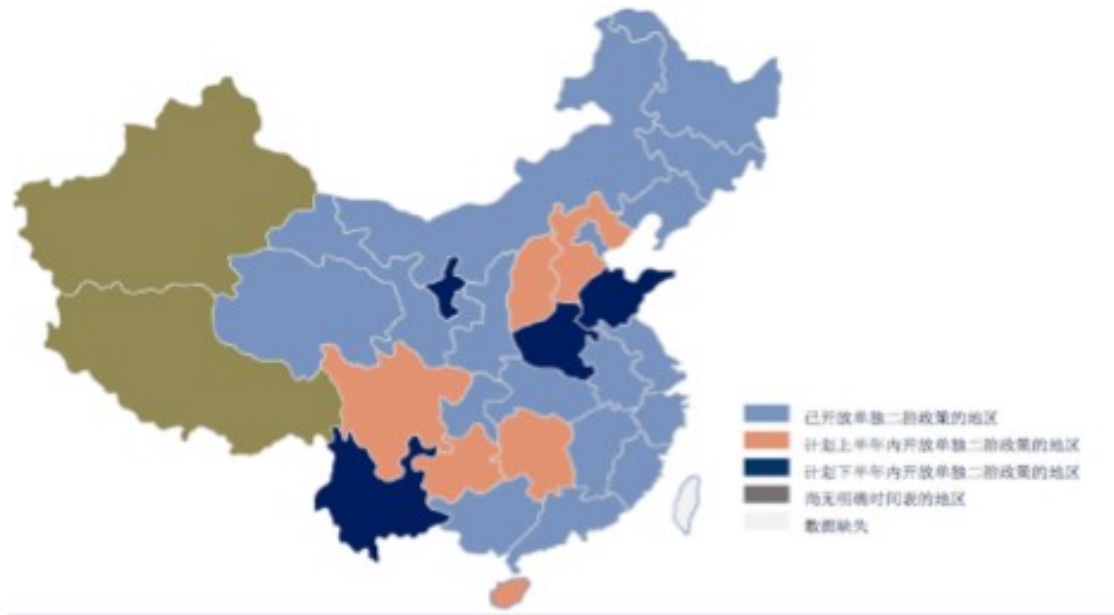 已开放单独二胎政策的地区
计划上半年内开放单独二胎政策的地区
计划下半年内开放单独二胎政策的地区
尚无明确时间表的地区
数据缺失